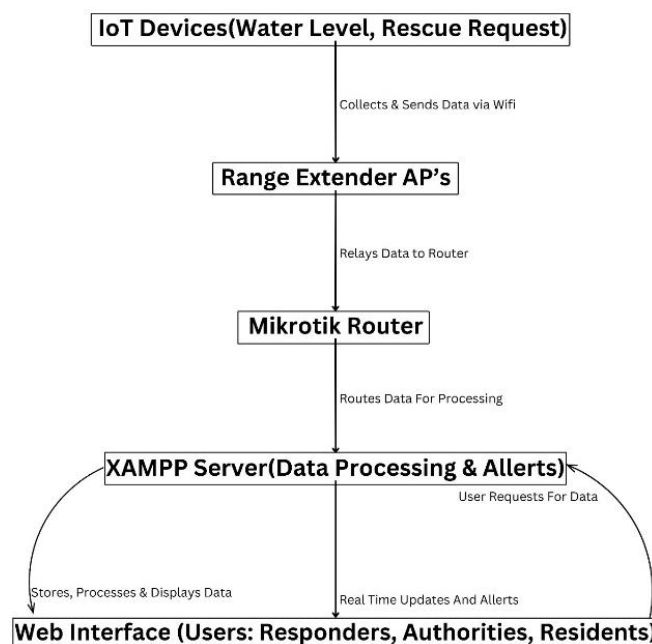 IoT Devices(Water Level, Rescue Request)
Collects & Sends Data via Wifi
Range Extender AP’s
Relays Data to Router
Mikrotik Router
Routes Data For Processing
XAMPP Server(Data Processing & Allerts)
User Requests For Data
Stores, Processes & Displays Data
Real Time Updates And Allerts
Web Interface (Users: Responders, Authorities, Residents)